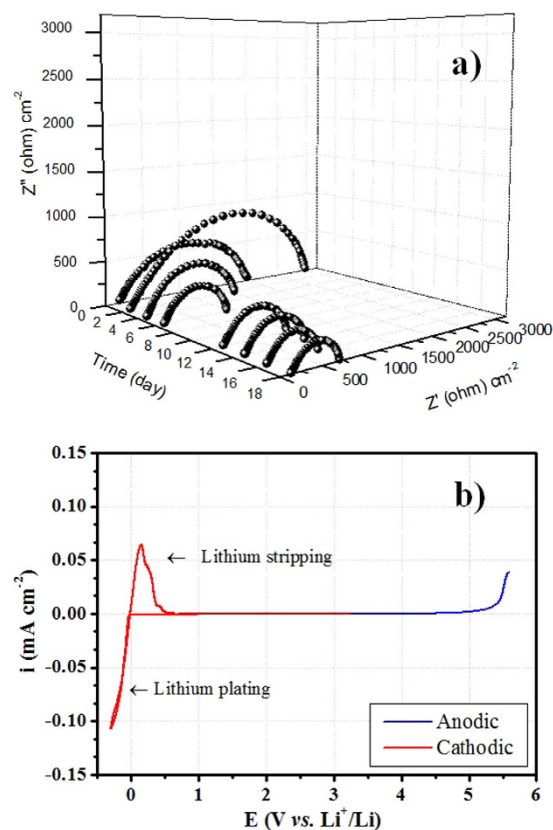 a)
3000
2500
2000
1500
1000
500
0
Z'' (ohm) cm-2
2
4
6
8
10
12
14
16
18
Time (day)
0
500
1000
1500
2000
2500
3000
Z' (ohm) cm-2
b)
0.15
0.10
0.05
0.00
-0.05
-0.10
-0.15
i (mA cm-2)
← Lithium stripping
← Lithium plating
Anodic
Cathodic
0 1 2 3 4 5 6
E (V vs. Li+/Li)